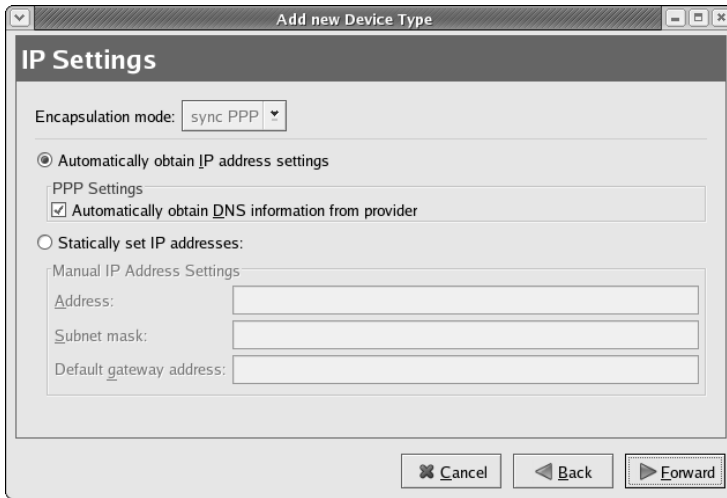 Add new Device Type
IP Settings
Encapsulation mode: sync PPP
Automatically obtain IP address settings
PPP Settings
Automatically obtain DNS information from provider
Statically set IP addresses:
Manual IP Address Settings
Address:
Subnet mask:
Default gateway address:
Cancel Back Forward